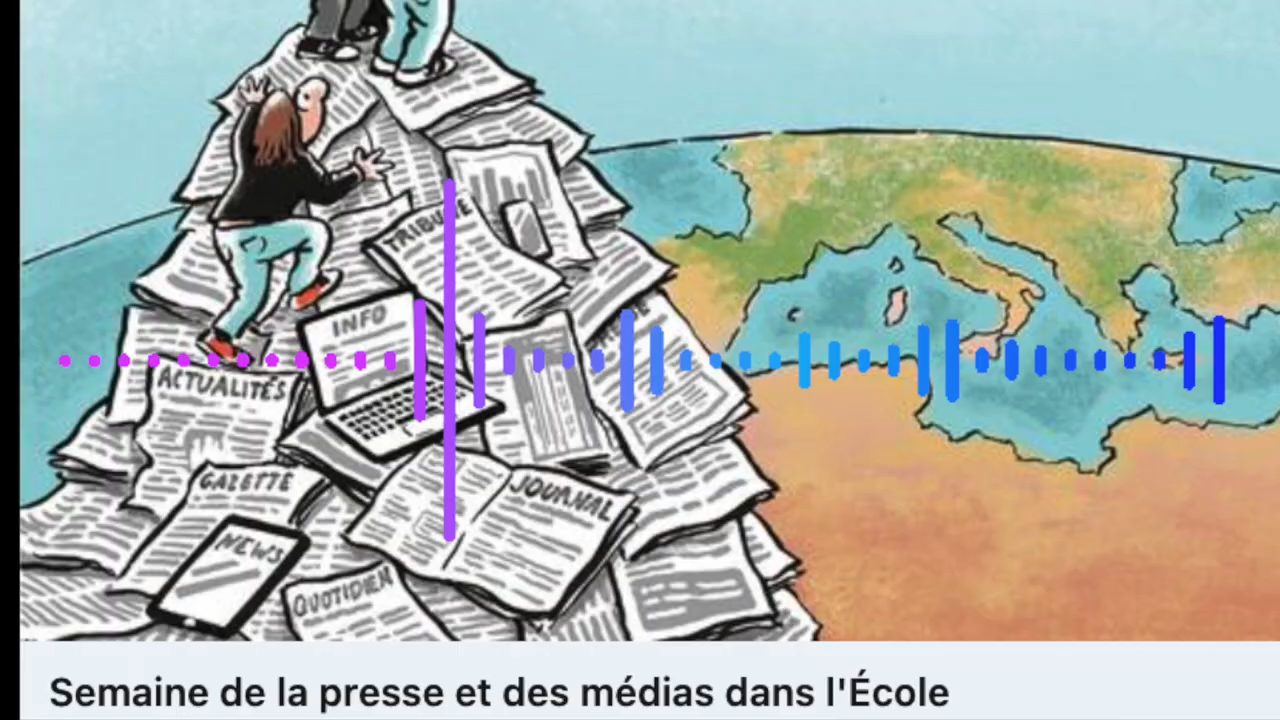 TRIBUNE
INFO
ACTUALITÉS
GAZETTE
JOURNAL
NEWS
QUOTIDIEN
Semaine de la presse et des médias dans l'École